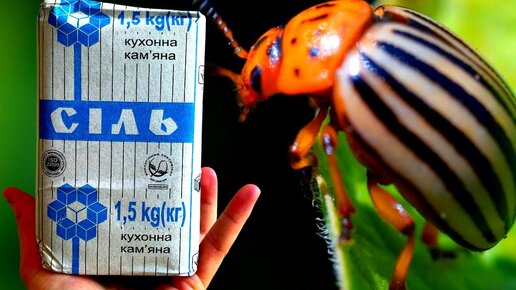 1,5 kg(кг)
кухонна
кам'яна
сіль
1,5 kg(кг)
кухонна
кам'яна